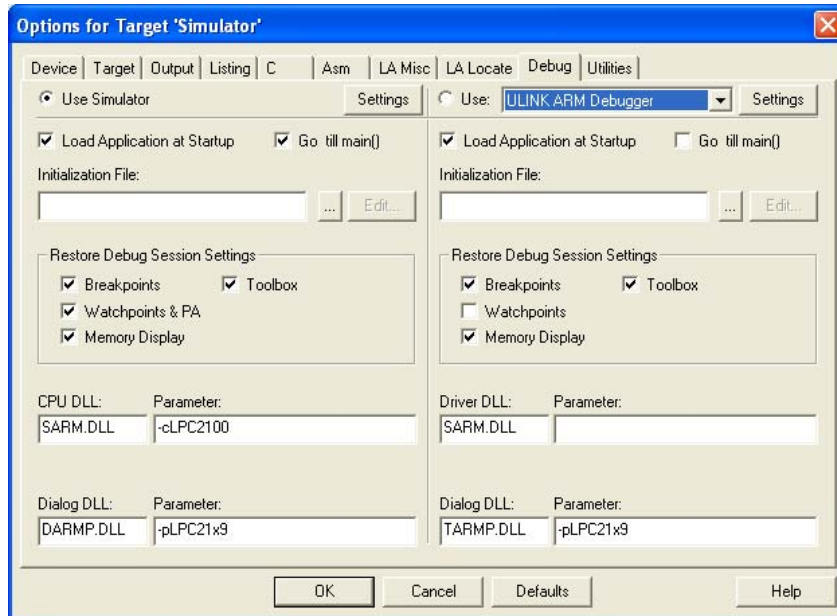 Options for Target 'Simulator'
Device Target Output Listing C Asm LA Misc LA Locate Debug Utilities
Use Simulator Settings Use: ULINK ARM Debugger Settings
Load Application at Startup Go till main() Load Application at Startup Go till main()
Initialization File: Initialization File:
... Edit... ... Edit...
Restore Debug Session Settings Restore Debug Session Settings
Breakpoints Toolbox Breakpoints Toolbox
Watchpoints & PA Watchpoints
Memory Display Memory Display
CPU DLL: Parameter: Driver DLL: Parameter:
SARM.DLL -cLPC2100 SARM.DLL
Dialog DLL: Parameter: Dialog DLL: Parameter:
DARMP.DLL -pLPC21x9 TARMP.DLL -pLPC21x9
OK Cancel Defaults Help